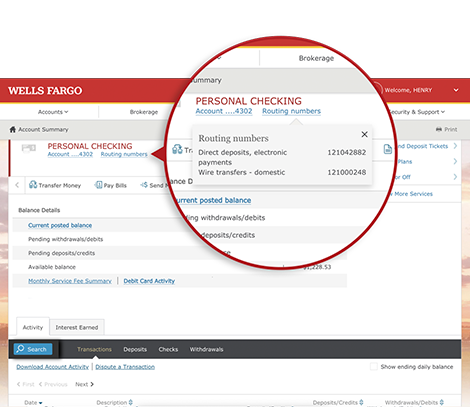 WELLS FARGO
Welcome, HENRY
Accounts
Brokerage
Security & Support
Account Summary
Print
PERSONAL CHECKING
Account ....4302 Routing numbers
Brokerage
summary
PERSONAL CHECKING
Account ....4302 Routing numbers
Routing numbers
Direct deposits, electronic payments 121042882
Wire transfers - domestic 121000248
nd Deposit Tickets
Plans
or Off
More Services
Transfer Money
Pay Bills
Send M
Balance Details
Current posted balance
Pending withdrawals/debits
Pending deposits/credits
Available balance
Current posted balance
nding withdrawals/debits
deposits/credits
$1,228.53
Monthly Service Fee Summary Debit Card Activity
Activity
Interest Earned
Search
Transactions
Deposits
Checks
Withdrawals
Download Account Activity Dispute a Transaction
Show ending daily balance
First Previous Next
Date Description Deposits/Credits Withdrawals/Debits